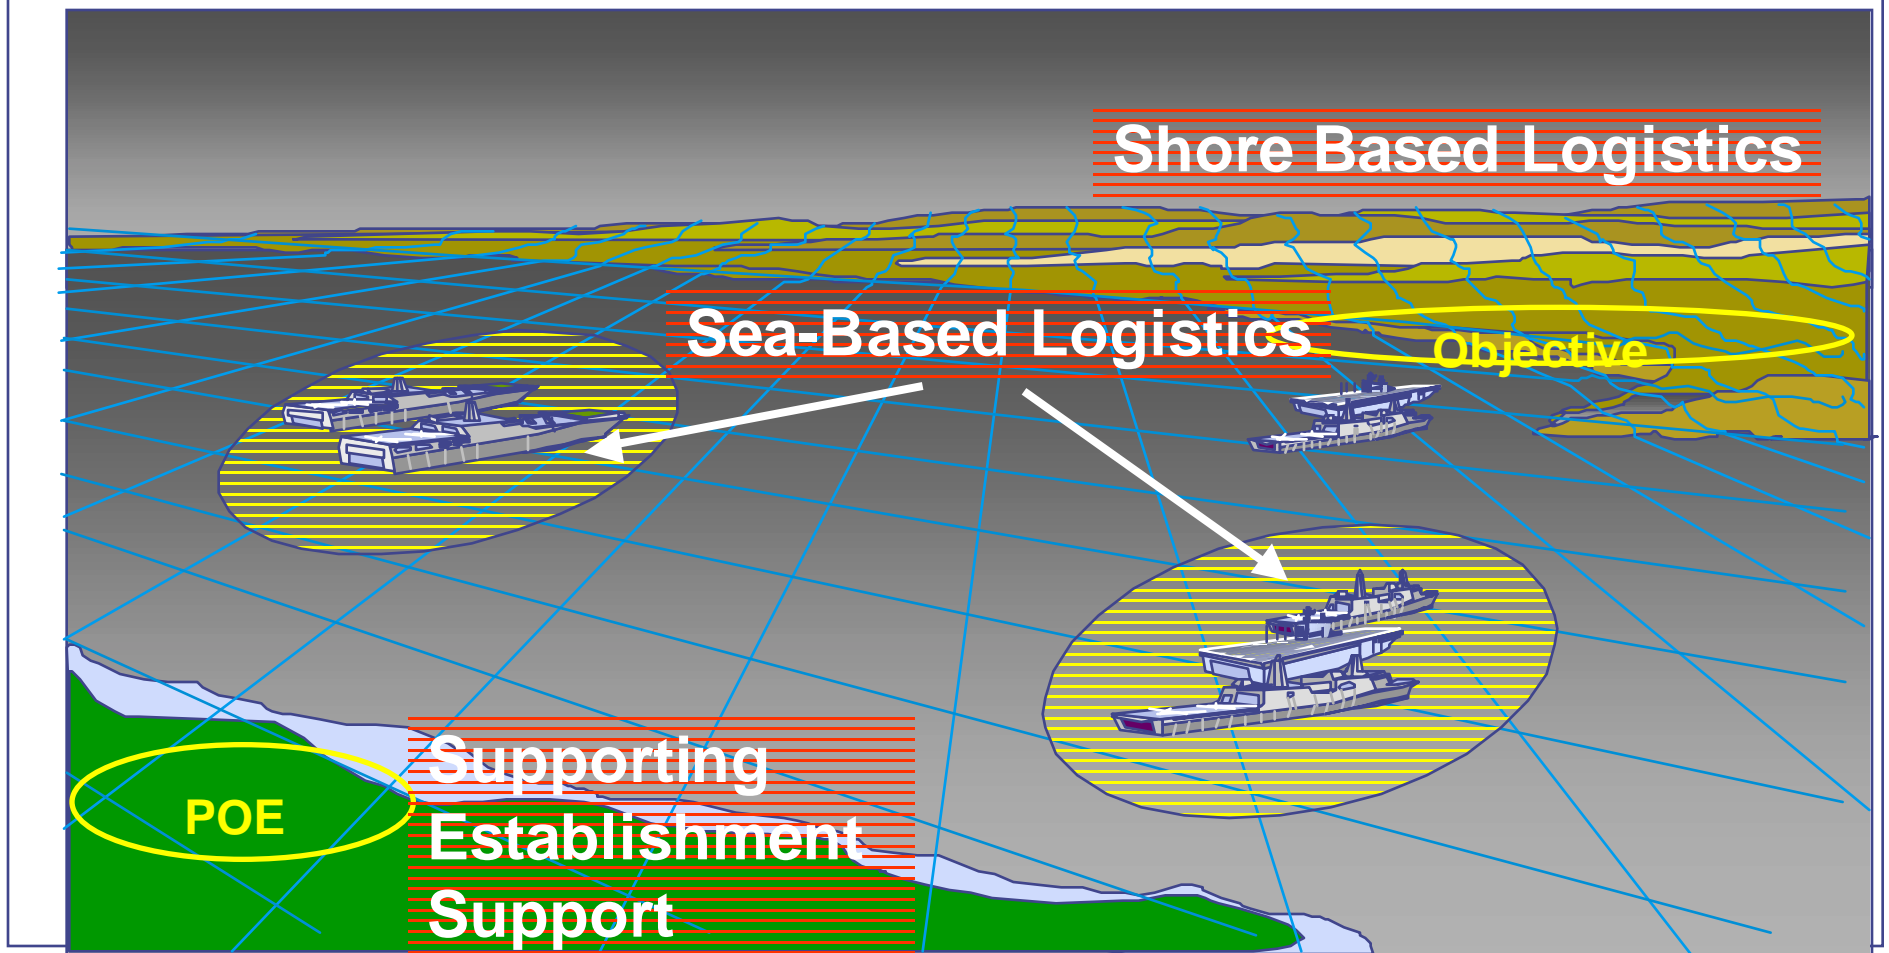 Shore Based Logistics
Sea-Based Logistics
Objective
Supporting
Establishment
Support
POE